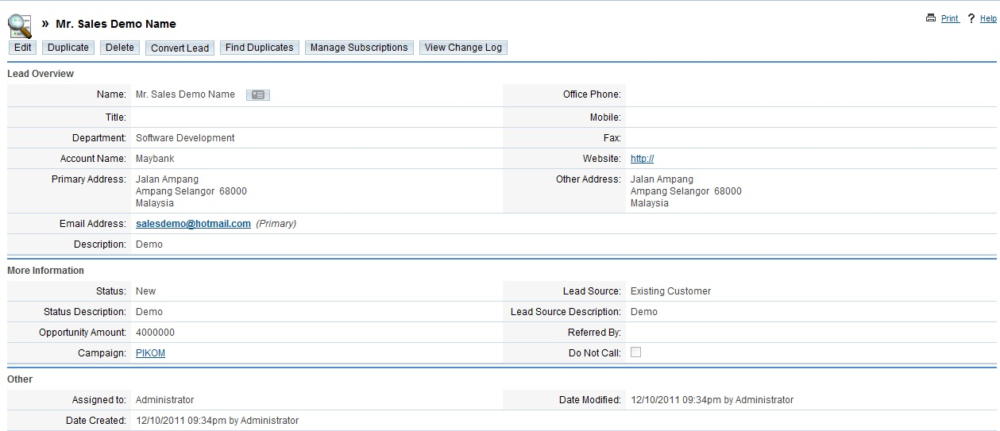 » Mr. Sales Demo Name
Print ? Help
Edit Duplicate Delete Convert Lead Find Duplicates Manage Subscriptions View Change Log
Lead Overview
Name: Mr. Sales Demo Name Office Phone:
Title: Mobile:
Department: Software Development Fax:
Account Name: Maybank Website: http://
Primary Address: Jalan Ampang Other Address: Jalan Ampang
Ampang Selangor 68000 Ampang Selangor 68000
Malaysia Malaysia
Email Address: salesdemo@hotmail.com (Primary)
Description: Demo
More Information
Status: New Lead Source: Existing Customer
Status Description: Demo Lead Source Description: Demo
Opportunity Amount: 4000000 Referred By:
Campaign: PIKOM Do Not Call:
Other
Assigned to: Administrator Date Modified: 12/10/2011 09:34pm by Administrator
Date Created: 12/10/2011 09:34pm by Administrator